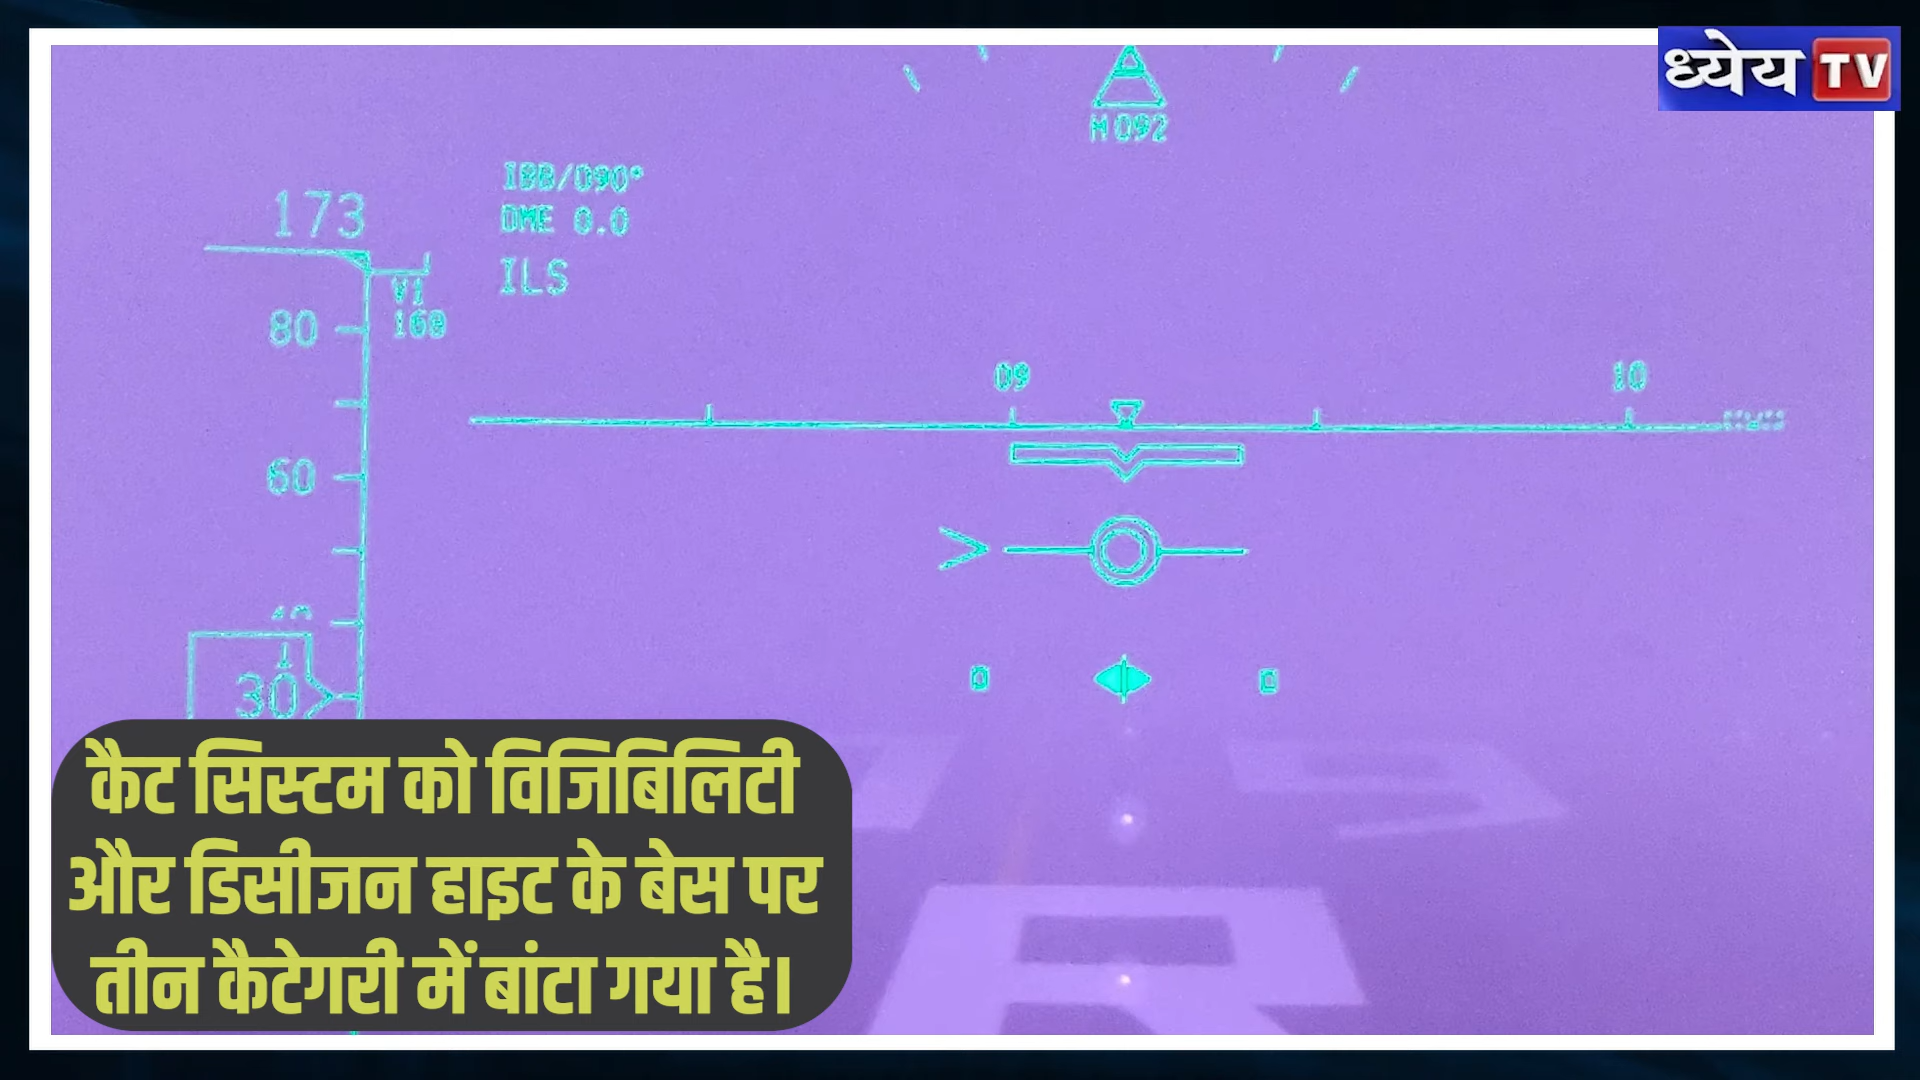 ध्येय TV
M092
IBB/090°
DME 0.0
ILS
173
V1
160
80
09
10
60
30
कैट सिस्टम को विजिबिलिटी
और डिसीजन हाइट के बेस पर
तीन कैटेगरी में बांटा गया है।